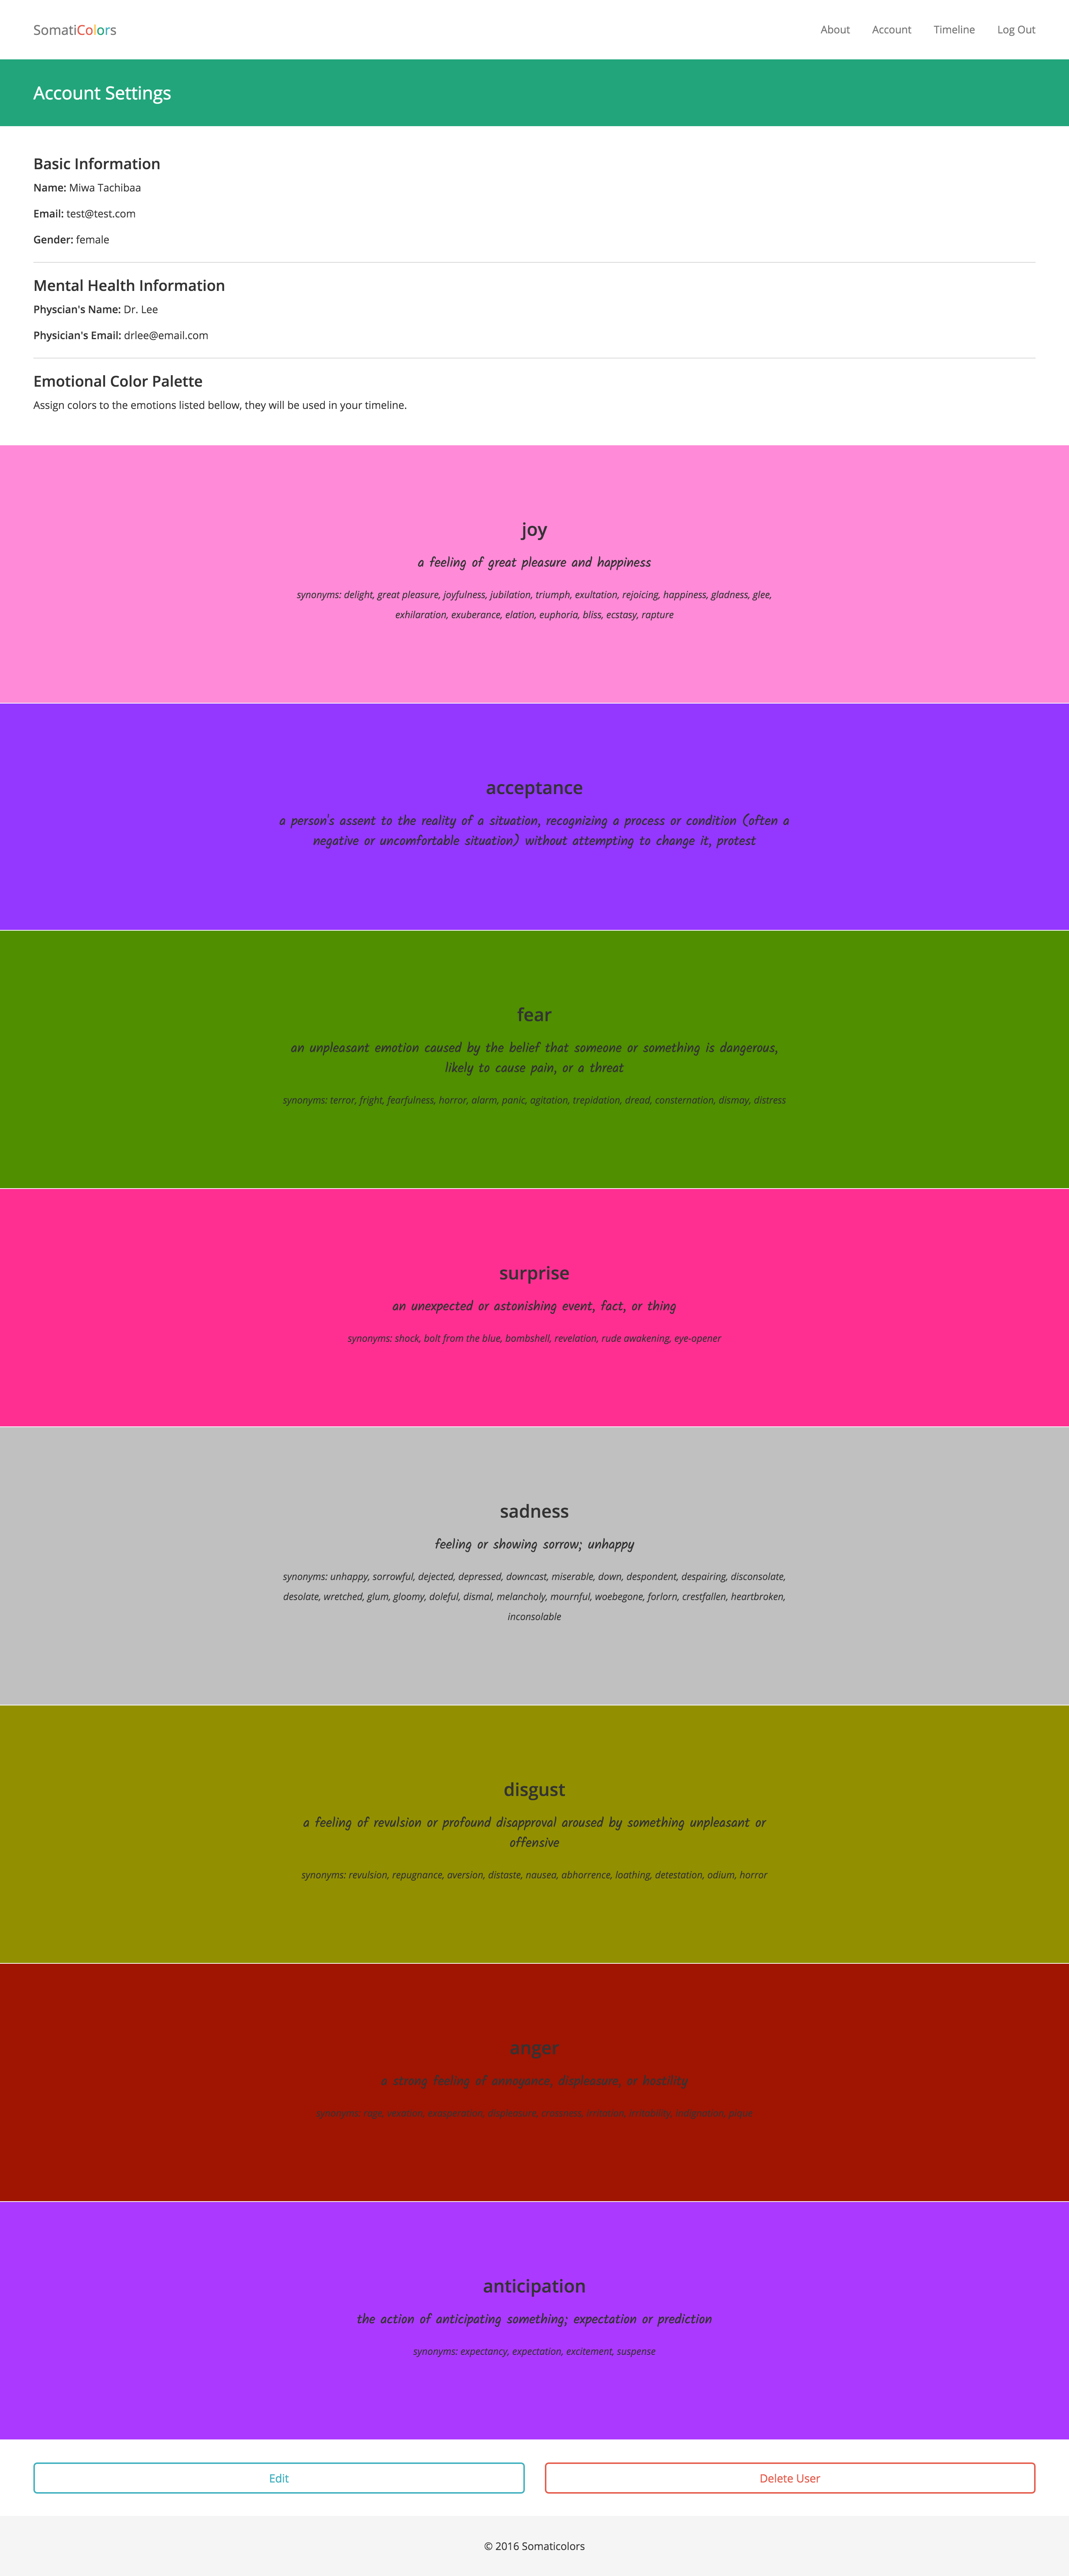 SomatiColors
About Account Timeline Log Out
Account Settings
Basic Information
Name: Miwa Tachibaa
Email: test@test.com
Gender: female
Mental Health Information
Physcian's Name: Dr. Lee
Physician's Email: drlee@email.com
Emotional Color Palette
Assign colors to the emotions listed bellow, they will be used in your timeline.
joy
a feeling of great pleasure and happiness
synonyms: delight, great pleasure, joyfulness, jubilation, triumph, exultation, rejoicing, happiness, gladness, glee,
exhilaration, exuberance, elation, euphoria, bliss, ecstasy, rapture
acceptance
a person's assent to the reality of a situation, recognizing a process or condition (often a
negative or uncomfortable situation) without attempting to change it, protest
fear
an unpleasant emotion caused by the belief that someone or something is dangerous,
likely to cause pain, or a threat
synonyms: terror, fright, fearfulness, horror, alarm, panic, agitation, trepidation, dread, consternation, dismay, distress
surprise
an unexpected or astonishing event, fact, or thing
synonyms: shock, bolt from the blue, bombshell, revelation, rude awakening, eye-opener
sadness
feeling or showing sorrow; unhappy
synonyms: unhappy, sorrowful, dejected, depressed, downcast, miserable, down, despondent, despairing, disconsolate,
desolate, wretched, glum, gloomy, doleful, dismal, melancholy, mournful, woebegone, forlorn, crestfallen, heartbroken,
inconsolable
disgust
a feeling of revulsion or profound disapproval aroused by something unpleasant or
offensive
synonyms: revulsion, repugnance, aversion, distaste, nausea, abhorrence, loathing, detestation, odium, horror
anger
a strong feeling of annoyance, displeasure, or hostility
synonyms: rage, vexation, exasperation, displeasure, crossness, irritation, irritability, indignation, pique
anticipation
the action of anticipating something; expectation or prediction
synonyms: expectancy, expectation, excitement, suspense
Edit Delete User
© 2016 Somaticolors